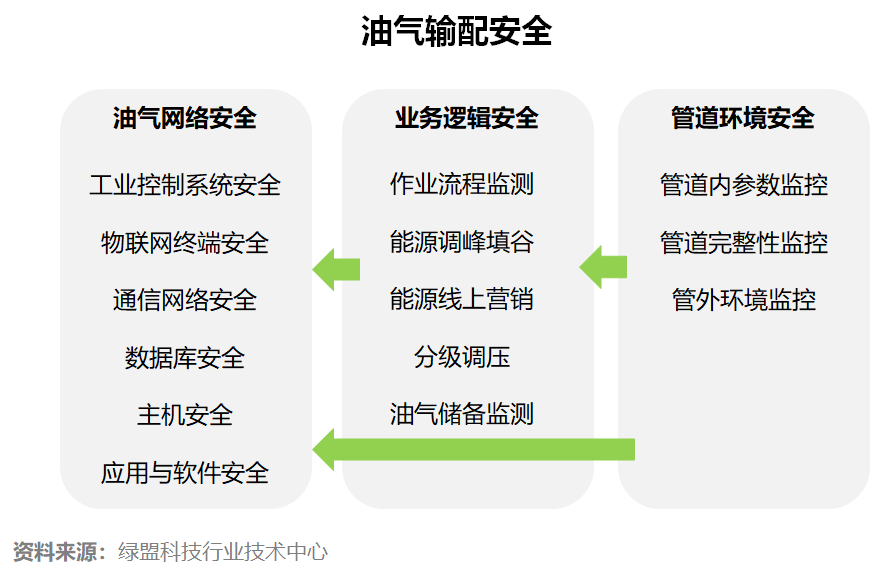 油气输配安全
油气网络安全
工业控制系统安全
物联网终端安全
通信网络安全
数据库安全
主机安全
应用与软件安全
业务逻辑安全
作业流程监测
能源调峰填谷
能源线上营销
分级调压
油气储备监测
管道环境安全
管道内参数监控
管道完整性监控
管外环境监控
资料来源：绿盟科技行业技术中心